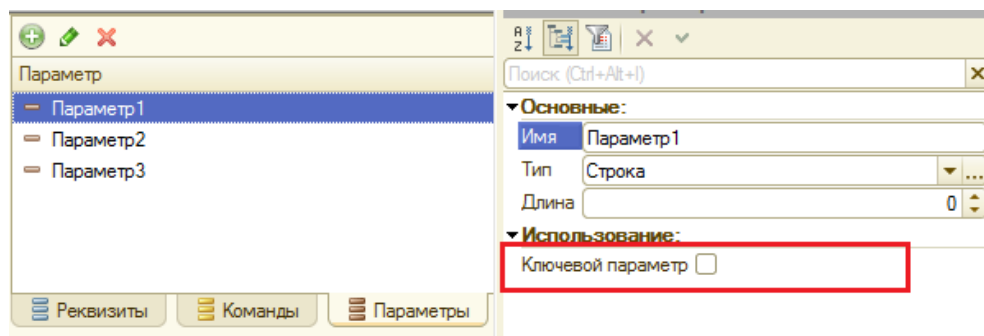 Параметр
Параметр1
Параметр2
Параметр3
Реквизиты
Команды
Параметры
Поиск (Ctrl+Alt+I)
Основные:
Имя Параметр1
Тип Строка ...
Длина 0
Использование:
Ключевой параметр